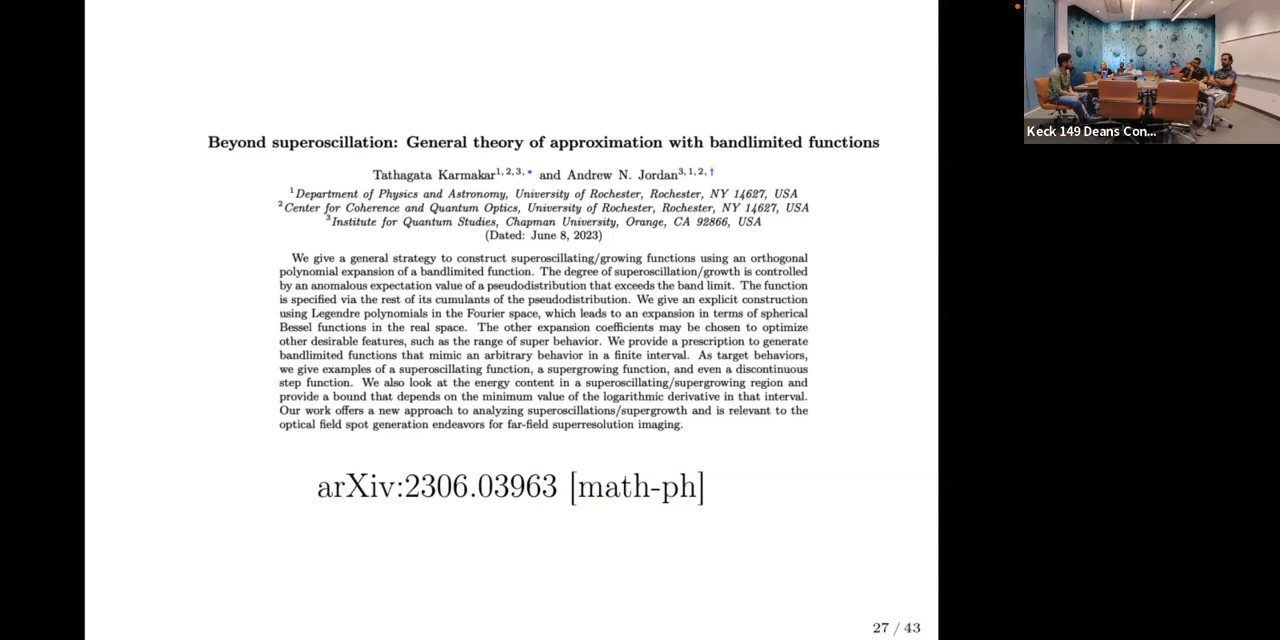 Beyond superoscillation: General theory of approximation with bandlimited functions
Tathagata Karmakar1, 2, 3, * and Andrew N. Jordan3, 1, 2, †
1Department of Physics and Astronomy, University of Rochester, Rochester, NY 14627, USA
2Center for Coherence and Quantum Optics, University of Rochester, Rochester, NY 14627, USA
3Institute for Quantum Studies, Chapman University, Orange, CA 92866, USA
(Dated: June 8, 2023)
We give a general strategy to construct superoscillating/growing functions using an orthogonal
polynomial expansion of a bandlimited function. The degree of superoscillation/growth is controlled
by an anomalous expectation value of a pseudodistribution that exceeds the band limit. The function
is specified via the rest of its cumulants of the pseudodistribution. We give an explicit construction
using Legendre polynomials in the Fourier space, which leads to an expansion in terms of spherical
Bessel functions in the real space. The other expansion coefficients may be chosen to optimize
other desirable features, such as the range of super behavior. We provide a prescription to generate
bandlimited functions that mimic an arbitrary behavior in a finite interval. As target behaviors,
we give examples of a superoscillating function, a supergrowing function, and even a discontinuous
step function. We also look at the energy content in a superoscillating/supergrowing region and
provide a bound that depends on the minimum value of the logarithmic derivative in that interval.
Our work offers a new approach to analyzing superoscillations/supergrowth and is relevant to the
optical field spot generation endeavors for far-field superresolution imaging.
arXiv:2306.03963 [math-ph]
27 / 43
Keck 149 Deans Con...